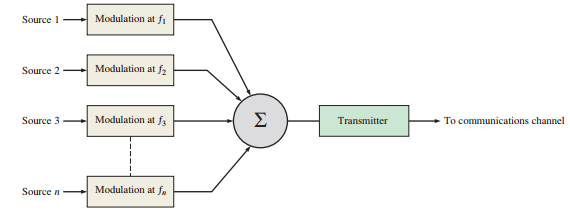 Source 1
Modulation at f1
Source 2
Modulation at f2
Source 3
Modulation at f3
Σ
Transmitter
To communications channel
Source n
Modulation at fn